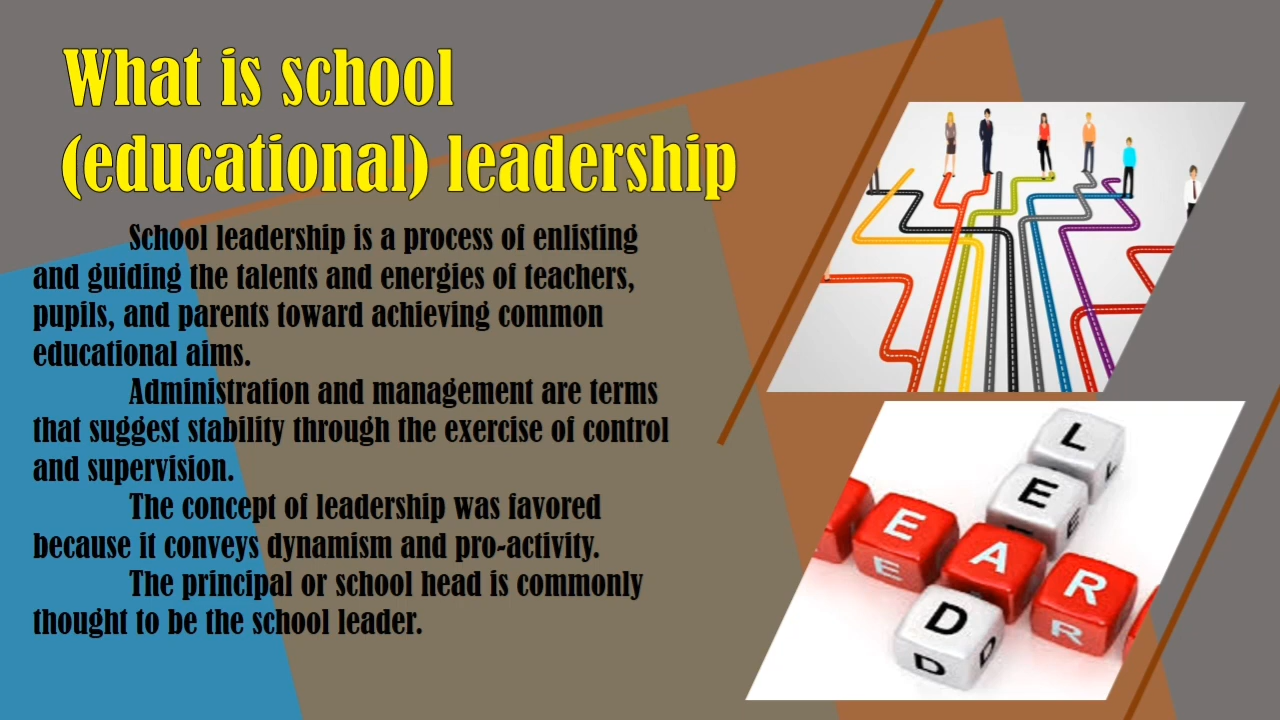 What is school
(educational) leadership
School leadership is a process of enlisting
and guiding the talents and energies of teachers,
pupils, and parents toward achieving common
educational aims.
Administration and management are terms
that suggest stability through the exercise of control
and supervision.
The concept of leadership was favored
because it conveys dynamism and pro-activity.
The principal or school head is commonly
thought to be the school leader.
L
L
E
E
E A R
E R
D
D D